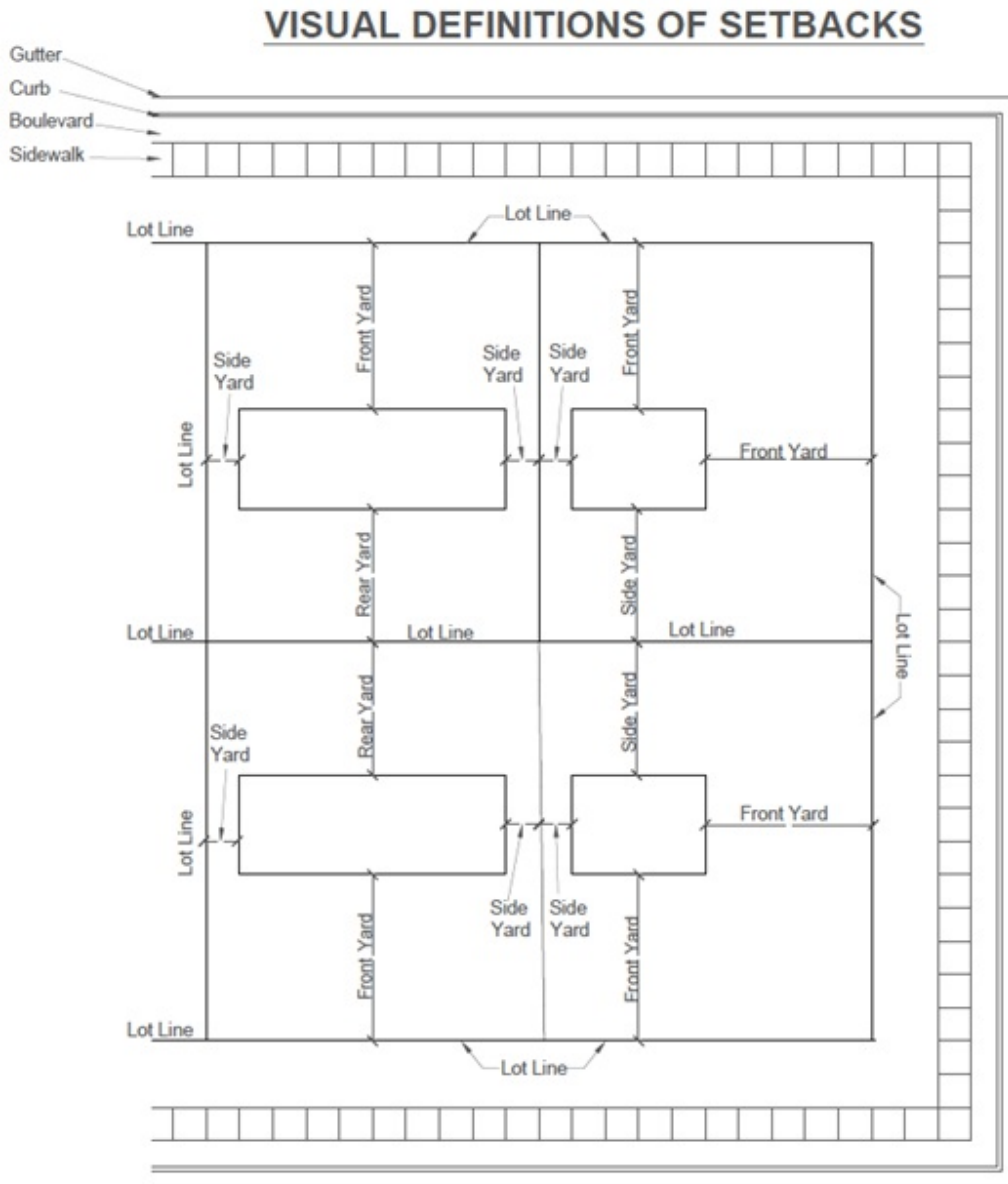 VISUAL DEFINITIONS OF SETBACKS
Gutter
Curb
Boulevard
Sidewalk
Lot Line
Lot Line
Front Yard
Front Yard
Side
Yard
Side
Yard
Side
Yard
Lot Line
Front Yard
Rear Yard
Side Yard
Lot Line
Lot Line
Lot Line
Lot Line
Rear Yard
Side Yard
Side
Yard
Lot Line
Front Yard
Side
Yard
Side
Yard
Front Yard
Front Yard
Lot Line
Lot Line